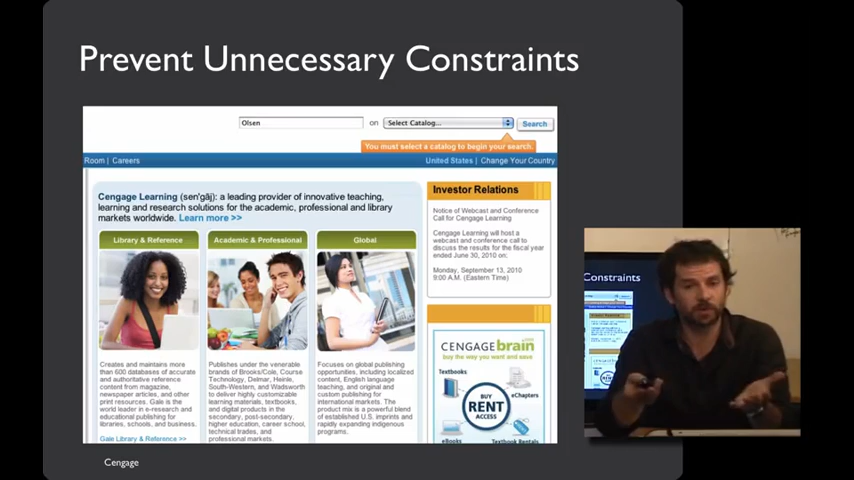 Prevent Unnecessary Constraints
Olsen on Select Catalog... Search
You must select a catalog to begin your search.
Room | Careers United States | Change Your Country
Cengage Learning (sen'gāj): a leading provider of innovative teaching,
learning and research solutions for the academic, professional and library
markets worldwide. Learn more >>
Library & Reference
Creates and maintains more
than 600 databases of accurate
and authoritative reference
content from magazine,
newspaper articles, and other
print resources. Gale is the
world leader in e-research and
educational publishing for
libraries, schools, and business.
Gale Library & Reference >>
Academic & Professional
Publishes under the venerable
brands of Brooks/Cole, Course
Technology, Delmar, Heinle,
South-Western, and Wadsworth
to deliver highly customizable
learning materials, textbooks,
and digital products in the
secondary, post-secondary,
higher education, career school,
technical trades, and
professional markets.
Global
Focuses on global publishing
opportunities, including localized
content, English language
teaching, and original and
custom publishing for
international markets. The
product mix is a powerful blend
of established U.S. imprints and
rapidly expanding indigenous
programs.
Investor Relations
Notice of Webcast and Conference
Call for Cengage Learning
Cengage Learning will host a
webcast and conference call to
discuss the results for the fiscal year
ended June 30, 2010 on:
Monday, September 13, 2010
9:00 A.M. (Eastern Time)
CENGAGE brain .com
buy the way you want and save
Textbooks
eChapters
BUY
RENT
ACCESS
eBooks
Textbook Rentals
Constraints
Cengage